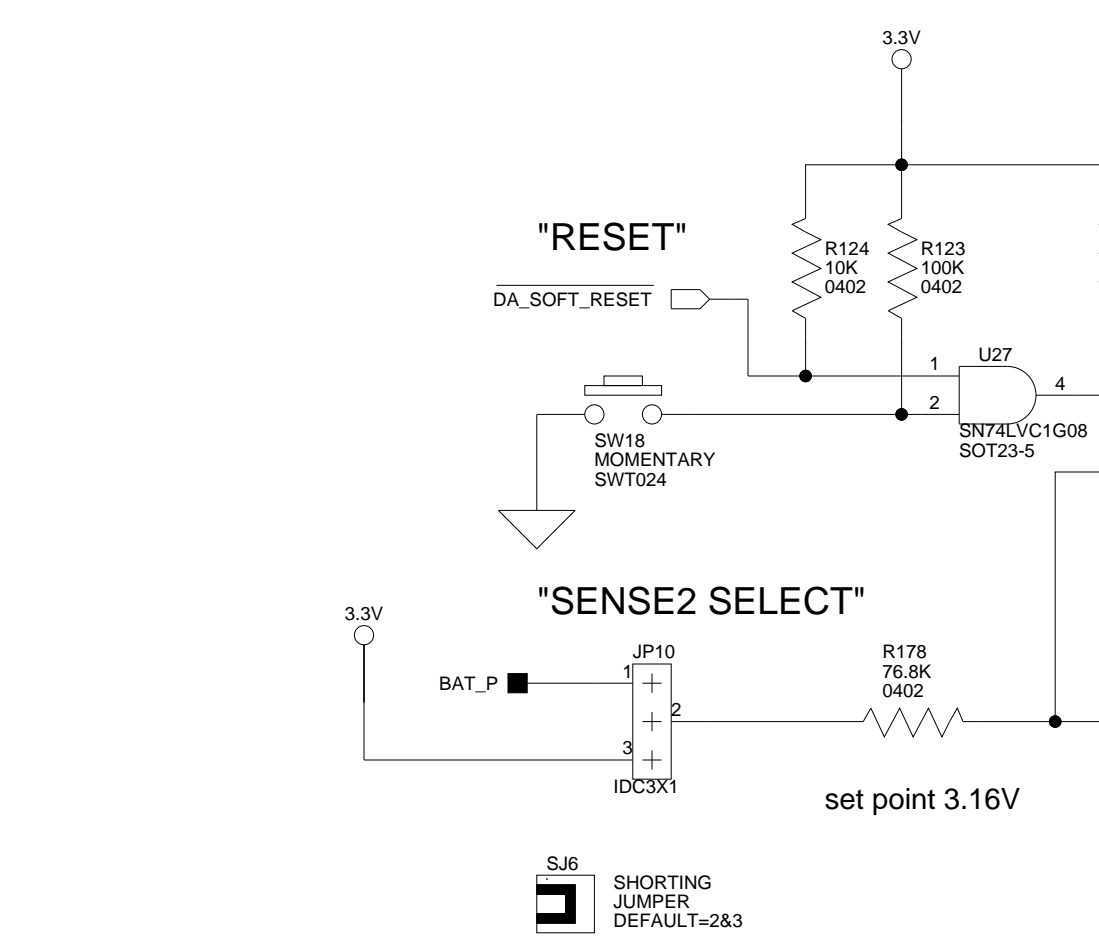 3.3V
"RESET"
R124
10K
0402
R123
100K
0402
DA_SOFT_RESET
1
2
U27
4
SN74LVC1G08
SOT23-5
SW18
MOMENTARY
SWT024
"SENSE2 SELECT"
3.3V
JP10
BAT_P
1
2
3
IDC3X1
R178
76.8K
0402
set point 3.16V
SJ6
SHORTING
JUMPER
DEFAULT=2&3